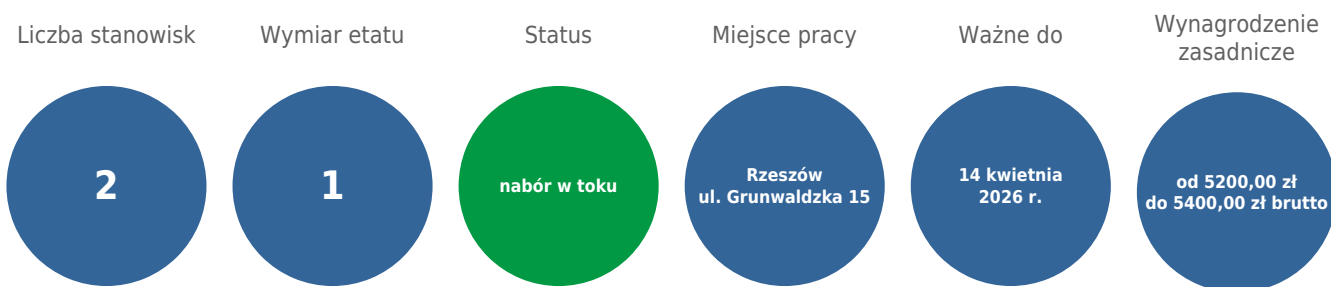 Liczba stanowisk
2
Wymiar etatu
1
Status
nabór w toku
Miejsce pracy
Rzeszów
ul. Grunwaldzka 15
Ważne do
14 kwietnia
2026 r.
Wynagrodzenie
zasadnicze
od 5200,00 zł
do 5400,00 zł brutto